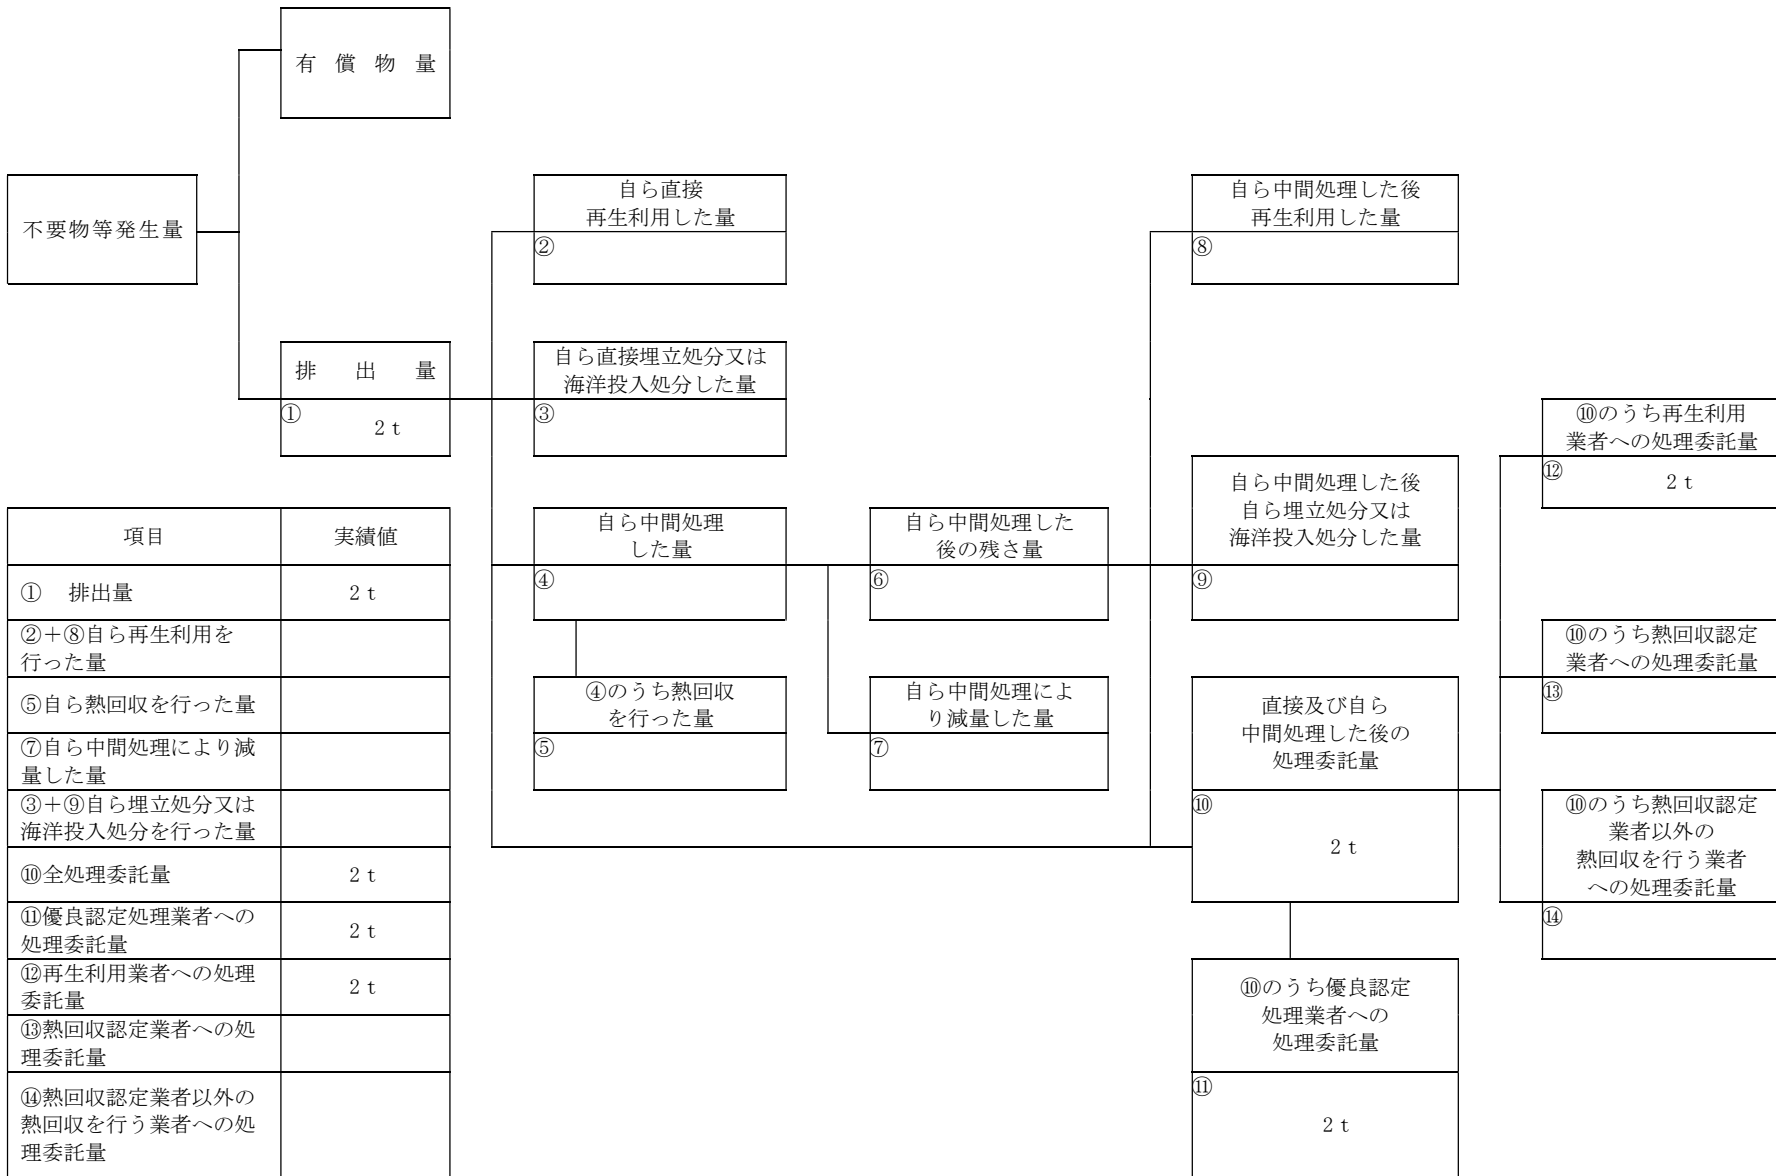 有償物量
不要物等発生量
排出量
①
2 t
自ら直接
再生利用した量
②
自ら直接埋立処分又は
海洋投入処分した量
③
自ら中間処理
した量
④
④のうち熱回収
を行った量
⑤
自ら中間処理した
後の残さ量
⑥
自ら中間処理によ
り減量した量
⑦
自ら中間処理した後
再生利用した量
⑧
自ら中間処理した後
自ら埋立処分又は
海洋投入処分した量
⑨
直接及び自ら
中間処理した後の
処理委託量
⑩
2 t
⑩のうち優良認定
処理業者への
処理委託量
⑪
2 t
⑩のうち再生利用
業者への処理委託量
⑫
2 t
⑩のうち熱回収認定
業者への処理委託量
⑬
⑩のうち熱回収認定
業者以外の
熱回収を行う業者
への処理委託量
⑭
項目 実績値
① 排出量 2 t
②+⑧自ら再生利用を
行った量
⑤自ら熱回収を行った量
⑦自ら中間処理により減
量した量
③+⑨自ら埋立処分又は
海洋投入処分を行った量
⑩全処理委託量 2 t
⑪優良認定処理業者への
処理委託量 2 t
⑫再生利用業者への処理
委託量 2 t
⑬熱回収認定業者への処
理委託量
⑭熱回収認定業者以外の
熱回収を行う業者への処
理委託量